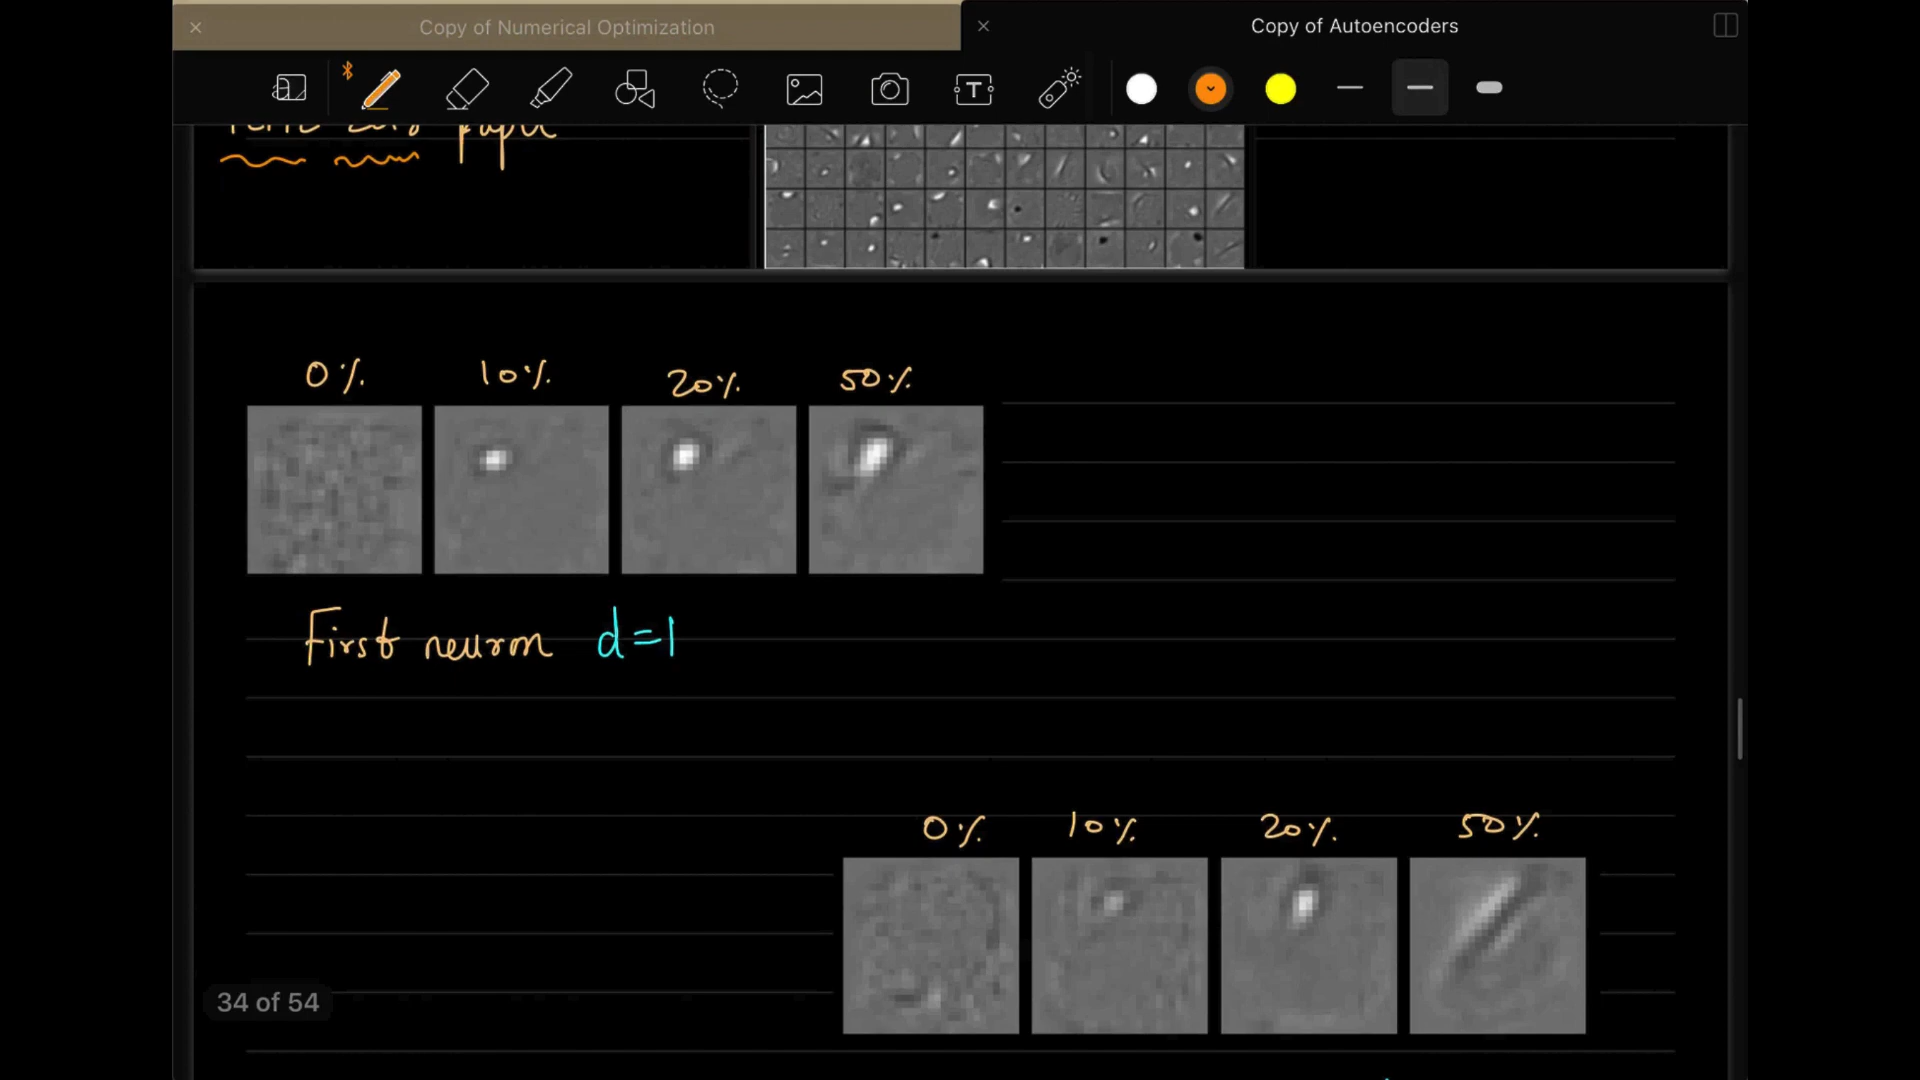 Copy of Numerical Optimization
Copy of Autoencoders
paper
0% 10% 20% 50%
First neuron d=1
0% 10% 20% 50%
34 of 54